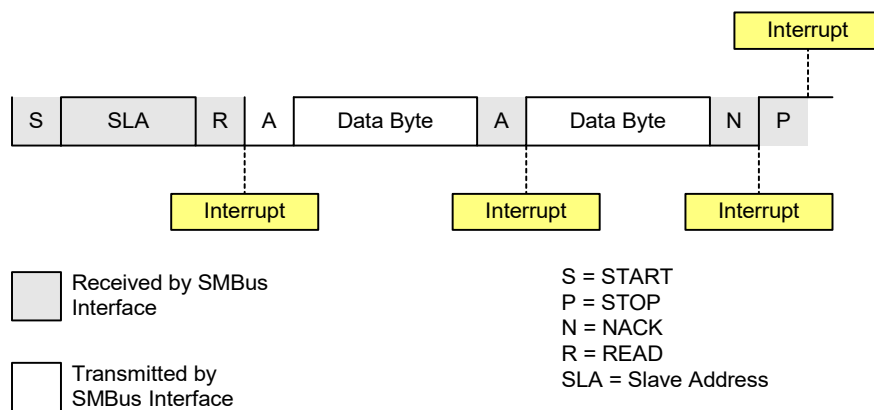 Interrupt
S SLA R A Data Byte A Data Byte N P
Interrupt Interrupt Interrupt
Received by SMBus
Interface
Transmitted by
SMBus Interface
S = START
P = STOP
N = NACK
R = READ
SLA = Slave Address